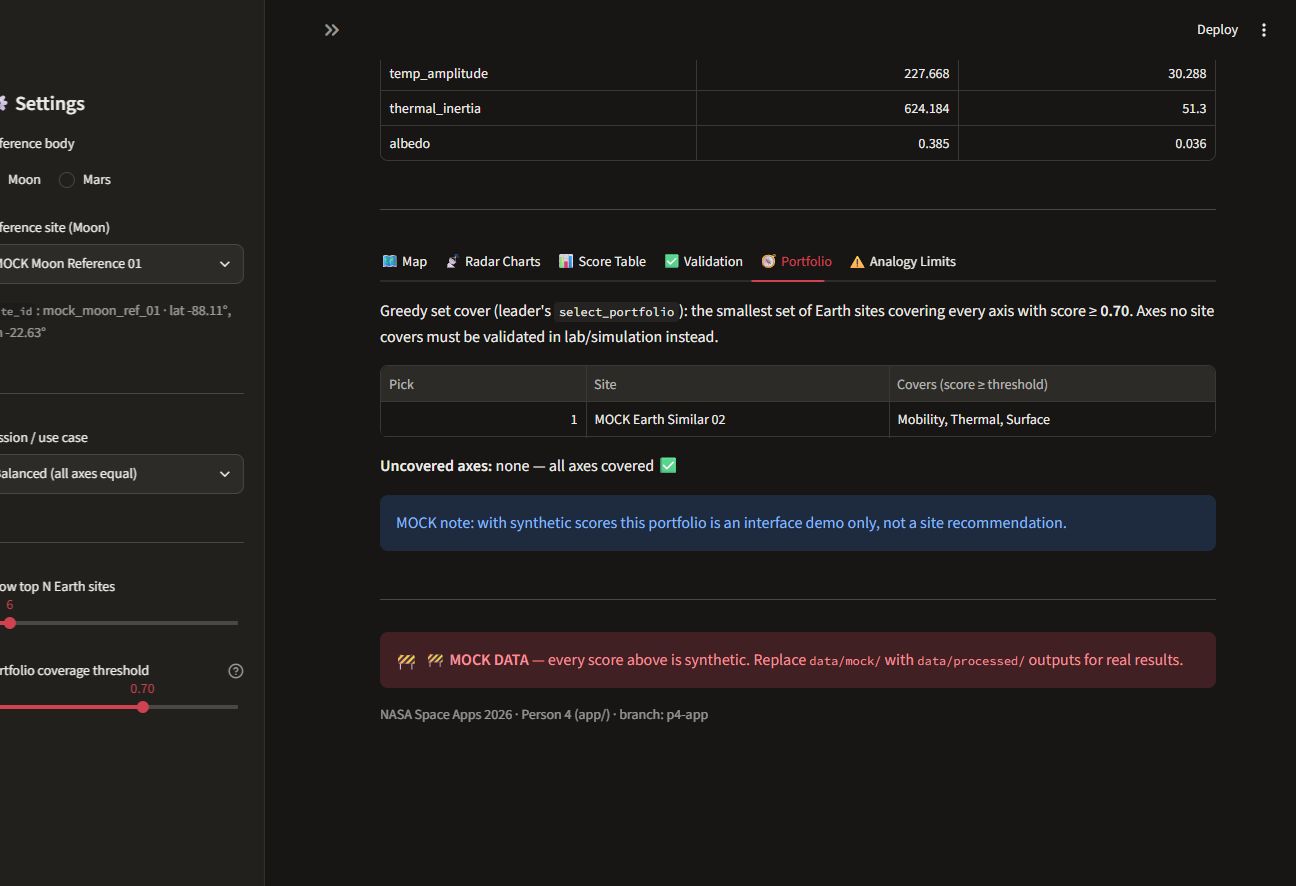 Deploy
Settings
ference body
Moon Mars
ference site (Moon)
MOCK Moon Reference 01
te_id : mock_moon_ref_01 · lat -88.11°,
-22.63°
ssion / use case
alanced (all axes equal)
ow top N Earth sites
6
rtfolio coverage threshold
0.70
temp_amplitude 227.668 30.288
thermal_inertia 624.184 51.3
albedo 0.385 0.036
Map Radar Charts Score Table Validation Portfolio Analogy Limits
Greedy set cover (leader's select_portfolio ): the smallest set of Earth sites covering every axis with score ≥ 0.70. Axes no site
covers must be validated in lab/simulation instead.
Pick Site Covers (score ≥ threshold)
1 MOCK Earth Similar 02 Mobility, Thermal, Surface
Uncovered axes: none — all axes covered ✅
MOCK note: with synthetic scores this portfolio is an interface demo only, not a site recommendation.
🚧 🚧 MOCK DATA — every score above is synthetic. Replace data/mock/ with data/processed/ outputs for real results.
NASA Space Apps 2026 · Person 4 (app/) · branch: p4-app